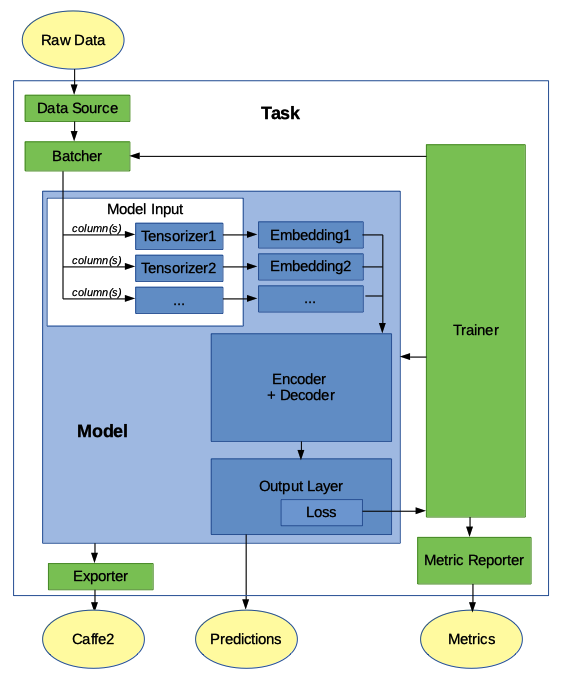 Raw Data
Data Source
Task
Batcher
Model Input
column(s)
Tensorizer1
Embedding1
column(s)
Tensorizer2
Embedding2
column(s)
...
...
Trainer
Encoder
+ Decoder
Model
Output Layer
Loss
Metric Reporter
Exporter
Caffe2
Predictions
Metrics